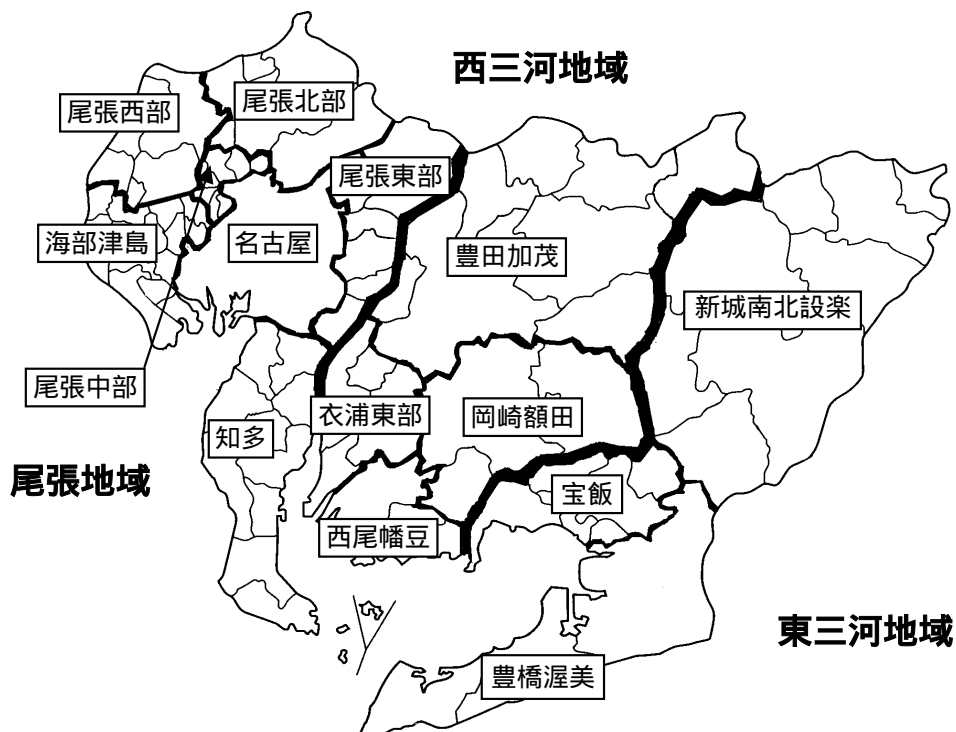 西三河地域
尾張北部
尾張西部
尾張東部
海部津島
名古屋
豊田加茂
新城南北設楽
尾張中部
衣浦東部
岡崎額田
知多
尾張地域
宝飯
西尾幡豆
東三河地域
豊橋渥美